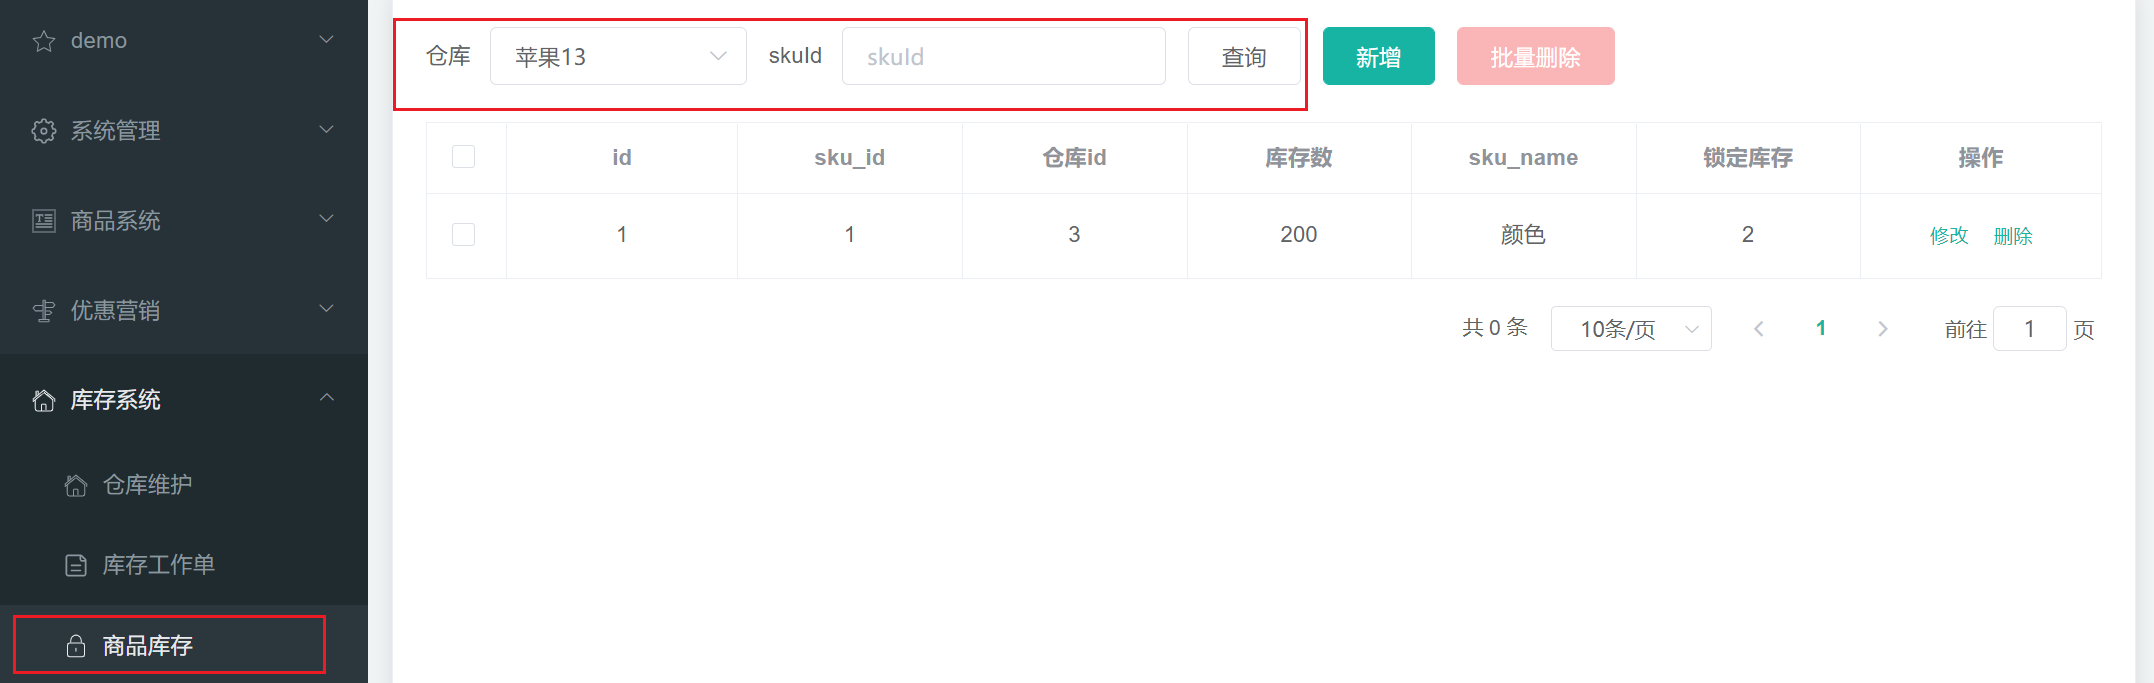 demo
系统管理
商品系统
优惠营销
库存系统
仓库维护
库存工作单
商品库存
仓库 苹果13 skuId skuId 查询 新增 批量删除
id sku_id 仓库id 库存数 sku_name 锁定库存 操作
1 1 3 200 颜色 2 修改 删除
共 0 条 10条/页 1 前往 1 页